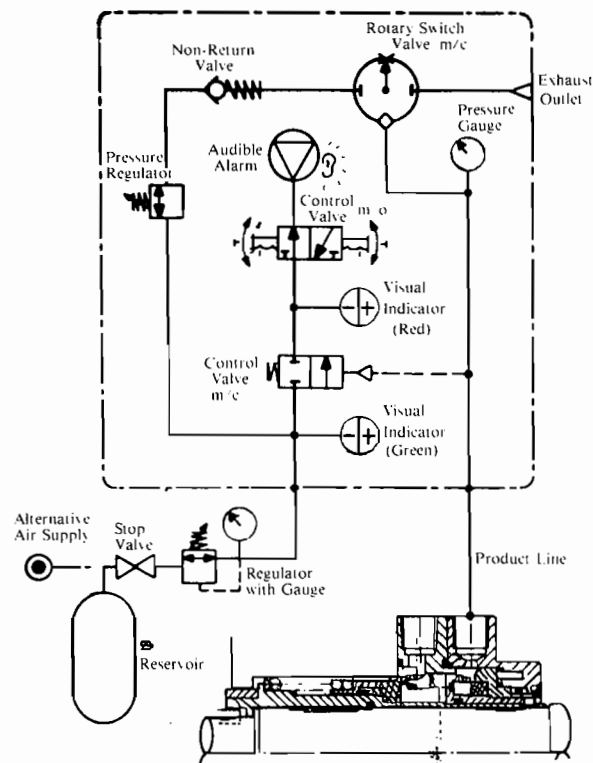 Rotary Switch
Valve m/c
Non-Return
Valve
Exhaust
Outlet
Pressure
Gauge
Audible
Alarm
Pressure
Regulator
Control
Valve m/o
Visual
Indicator
(Red)
Control
Valve
m/c
Visual
Indicator
(Green)
Alternative
Air Supply
Stop
Valve
Regulator
with Gauge
Product Line
Reservoir